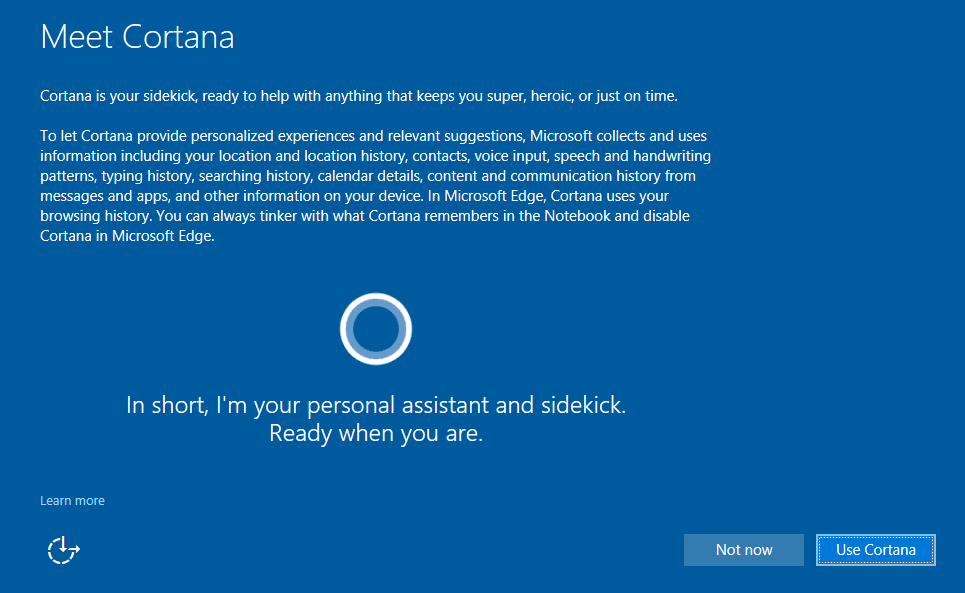 Meet Cortana
Cortana is your sidekick, ready to help with anything that keeps you super, heroic, or just on time.
To let Cortana provide personalized experiences and relevant suggestions, Microsoft collects and uses
information including your location and location history, contacts, voice input, speech and handwriting
patterns, typing history, searching history, calendar details, content and communication history from
messages and apps, and other information on your device. In Microsoft Edge, Cortana uses your
browsing history. You can always tinker with what Cortana remembers in the Notebook and disable
Cortana in Microsoft Edge.
In short, I'm your personal assistant and sidekick.
Ready when you are.
Learn more
Not now
Use Cortana